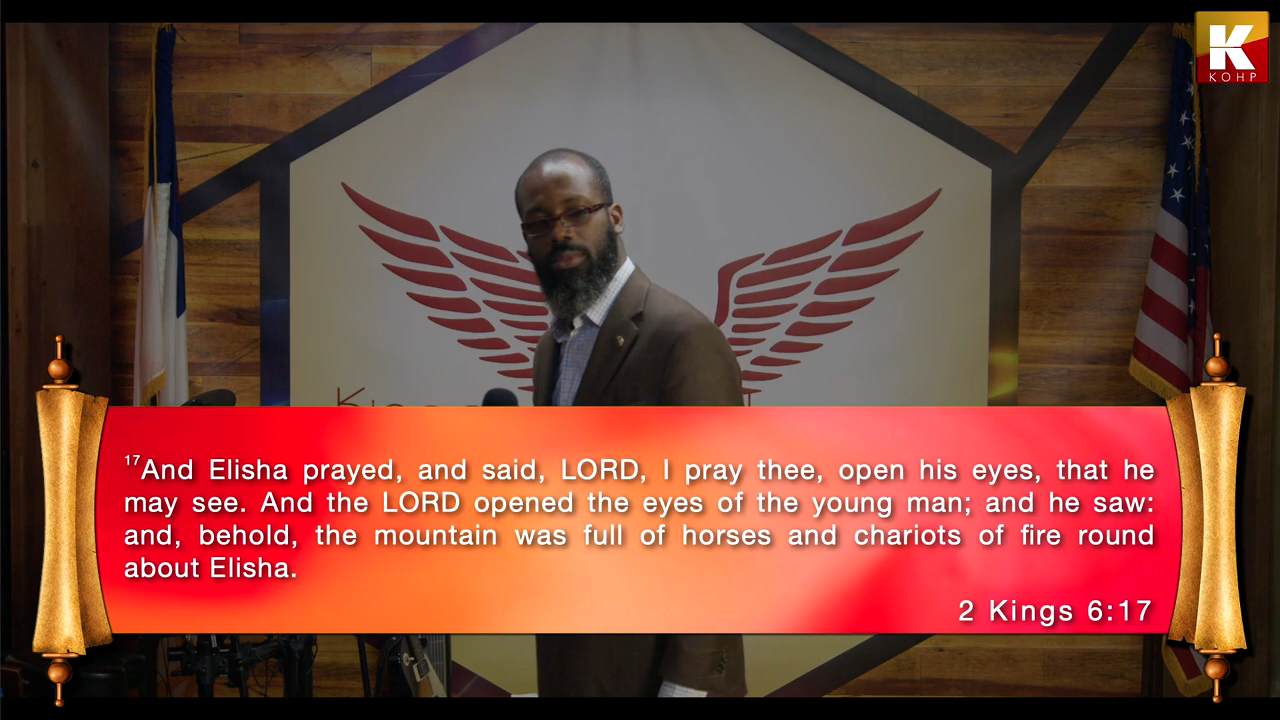 K
KOHP
17And Elisha prayed, and said, LORD, I pray thee, open his eyes, that he
may see. And the LORD opened the eyes of the young man; and he saw:
and, behold, the mountain was full of horses and chariots of fire round
about Elisha.
2 Kings 6:17